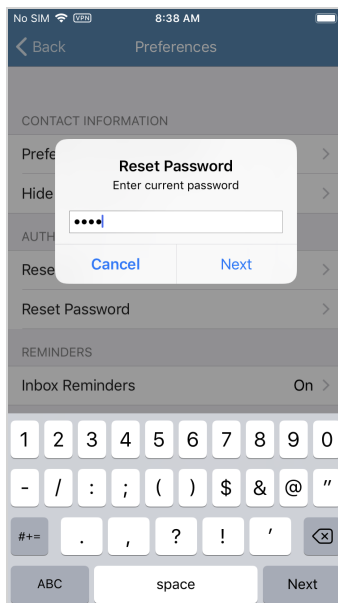 No SIM VPN 8:38 AM
Back Preferences
CONTACT INFORMATION
Prefe
Hide
AUTH
Rese
Reset Password
Enter current password
••••
Cancel Next
Reset Password
REMINDERS
Inbox Reminders On
1 2 3 4 5 6 7 8 9 0
- / : ; ( ) $ & @ "
#+= . , ? ! '
ABC space Next